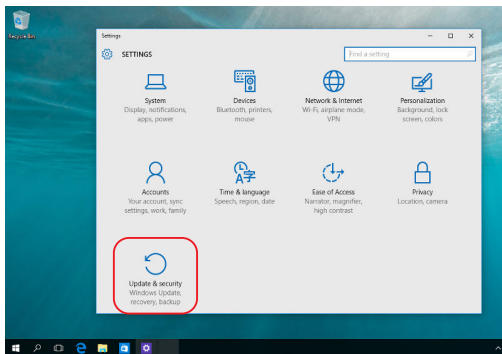 Recycle Bin
Settings
SETTINGS
Find a setting
System
Display, notifications,
apps, power
Devices
Bluetooth, printers,
mouse
Network & Internet
Wi-Fi, airplane mode,
VPN
Personalization
Background, lock
screen, colors
Accounts
Your account, sync
settings, work, family
Time & language
Speech, region, date
Ease of Access
Narrator, magnifier,
high contrast
Privacy
Location, camera
Update & security
Windows Update,
recovery, backup